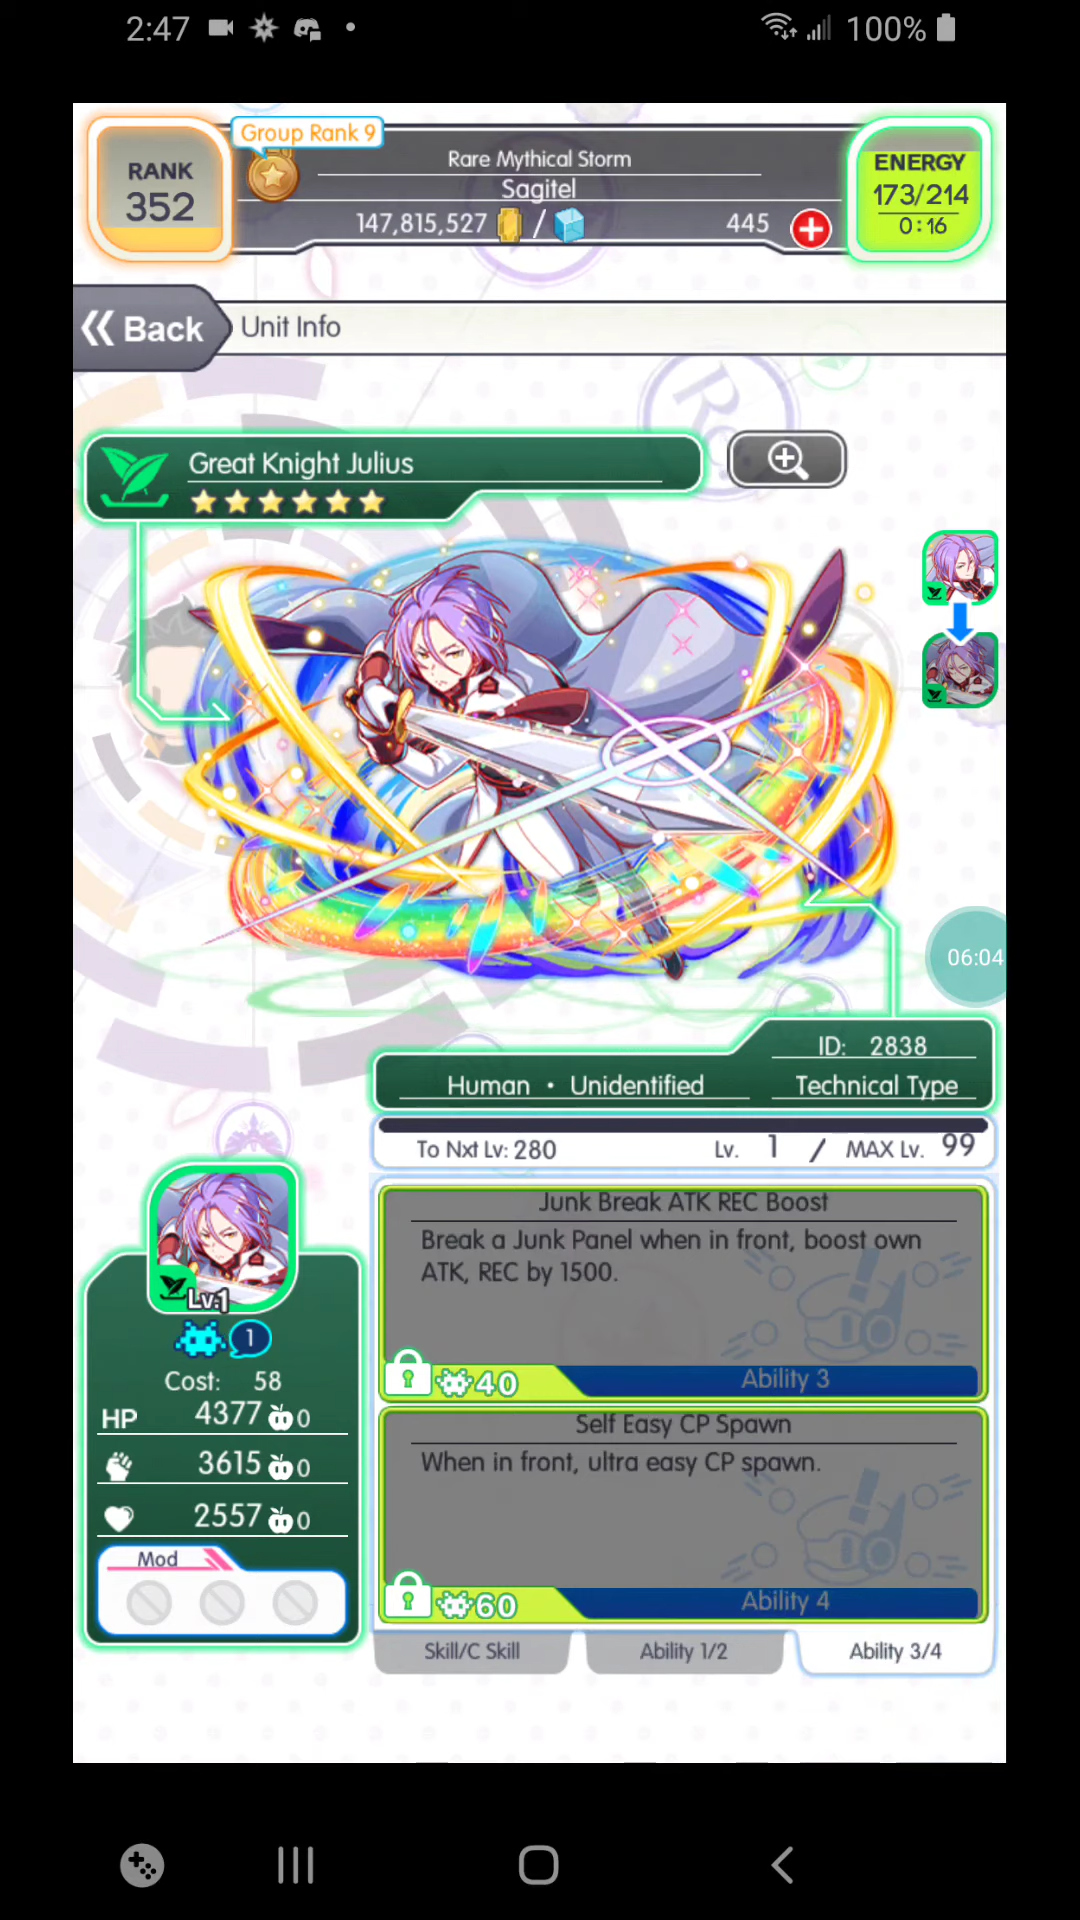 2:47
100%
Group Rank 9
RANK
352
Rare Mythical Storm
Sagitel
147,815,527 / 445
ENERGY
173/214
0:16
Back
Unit Info
Great Knight Julius
06:04
ID: 2838
Human・Unidentified
Technical Type
To Nxt Lv: 280
Lv. 1 / MAX Lv. 99
Junk Break ATK REC Boost
Break a Junk Panel when in front, boost own
ATK, REC by 1500.
40
Ability 3
Self Easy CP Spawn
When in front, ultra easy CP spawn.
60
Ability 4
Lv.1
1
Cost: 58
HP 4377 0
3615 0
2557 0
Mod
Skill/C Skill
Ability 1/2
Ability 3/4